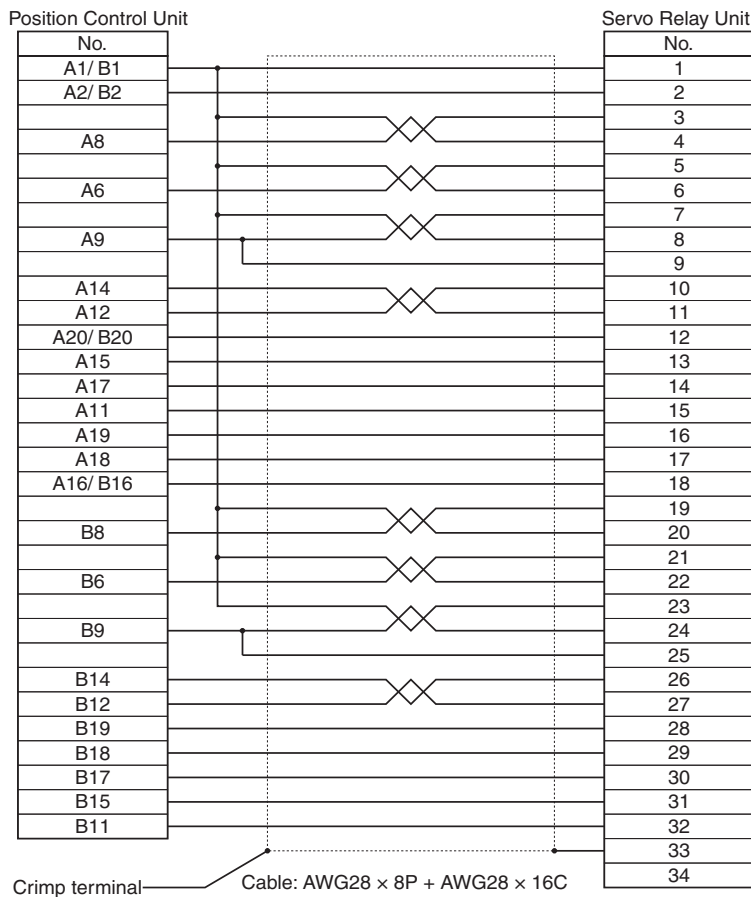 Position Control Unit Servo Relay Unit
No. No.
A1/ B1 1
A2/ B2 2
3
A8 4
5
A6 6
7
A9 8
9
A14 10
A12 11
A20/ B20 12
A15 13
A17 14
A11 15
A19 16
A18 17
A16/ B16 18
19
B8 20
21
B6 22
23
B9 24
25
B14 26
B12 27
B19 28
B18 29
B17 30
B15 31
B11 32
33
34
Crimp terminal Cable: AWG28 × 8P + AWG28 × 16C